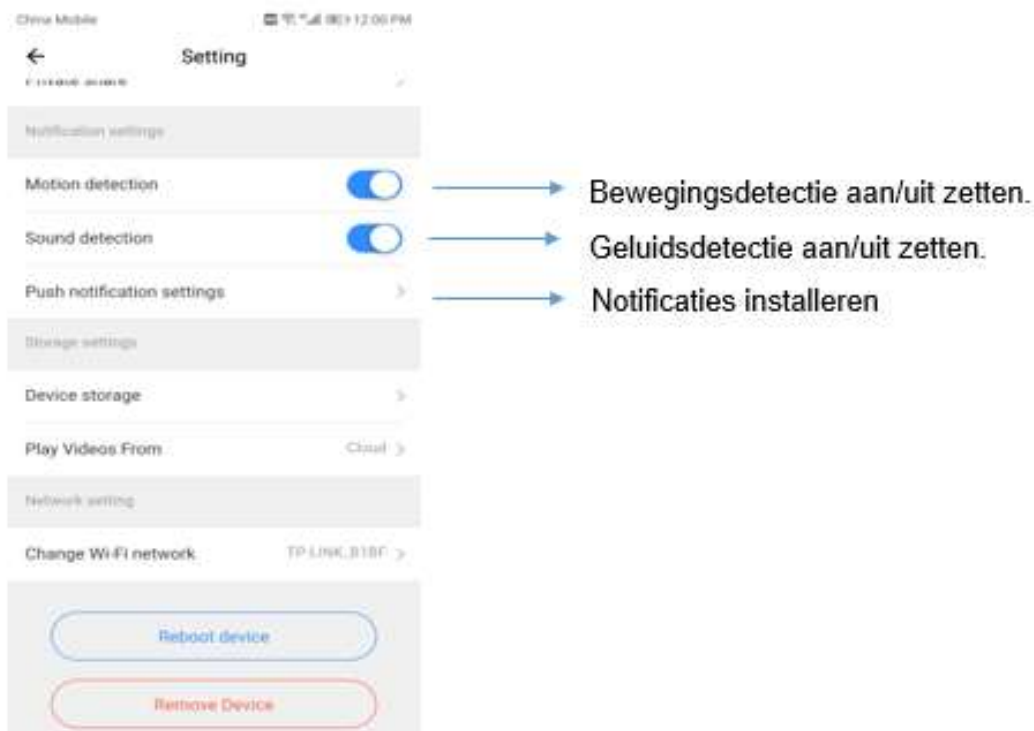 China Mobile 12:00 PM
Setting
Notification settings
Motion detection
Bewegingsdetectie aan/uit zetten.
Sound detection
Geluidsdetectie aan/uit zetten.
Push notification settings
Notificaties installeren
Storage settings
Device storage
Play Videos From Cloud
Network setting
Change Wi-Fi network TP-LINK_B1BF
Reboot device
Remove Device